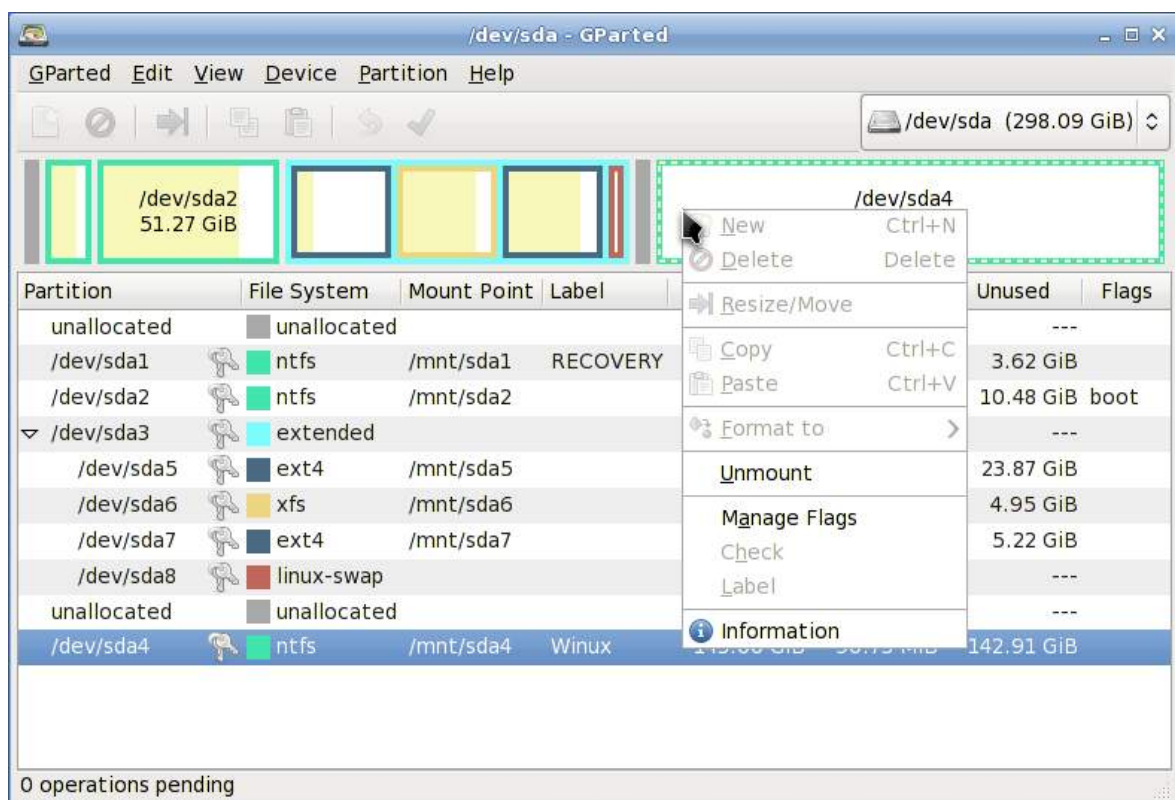 /dev/sda - GParted
GParted Edit View Device Partition Help
/dev/sda (298.09 GiB)
/dev/sda2
51.27 GiB
/dev/sda4
New Ctrl+N
Delete Delete
Resize/Move
Copy Ctrl+C
Paste Ctrl+V
Format to
Unmount
Manage Flags
Check
Label
Information
Partition File System Mount Point Label Unused Flags
unallocated unallocated ---
/dev/sda1 ntfs /mnt/sda1 RECOVERY 3.62 GiB
/dev/sda2 ntfs /mnt/sda2 10.48 GiB boot
/dev/sda3 extended ---
/dev/sda5 ext4 /mnt/sda5 23.87 GiB
/dev/sda6 xfs /mnt/sda6 4.95 GiB
/dev/sda7 ext4 /mnt/sda7 5.22 GiB
/dev/sda8 linux-swap ---
unallocated unallocated ---
/dev/sda4 ntfs /mnt/sda4 Winux 142.91 GiB
0 operations pending